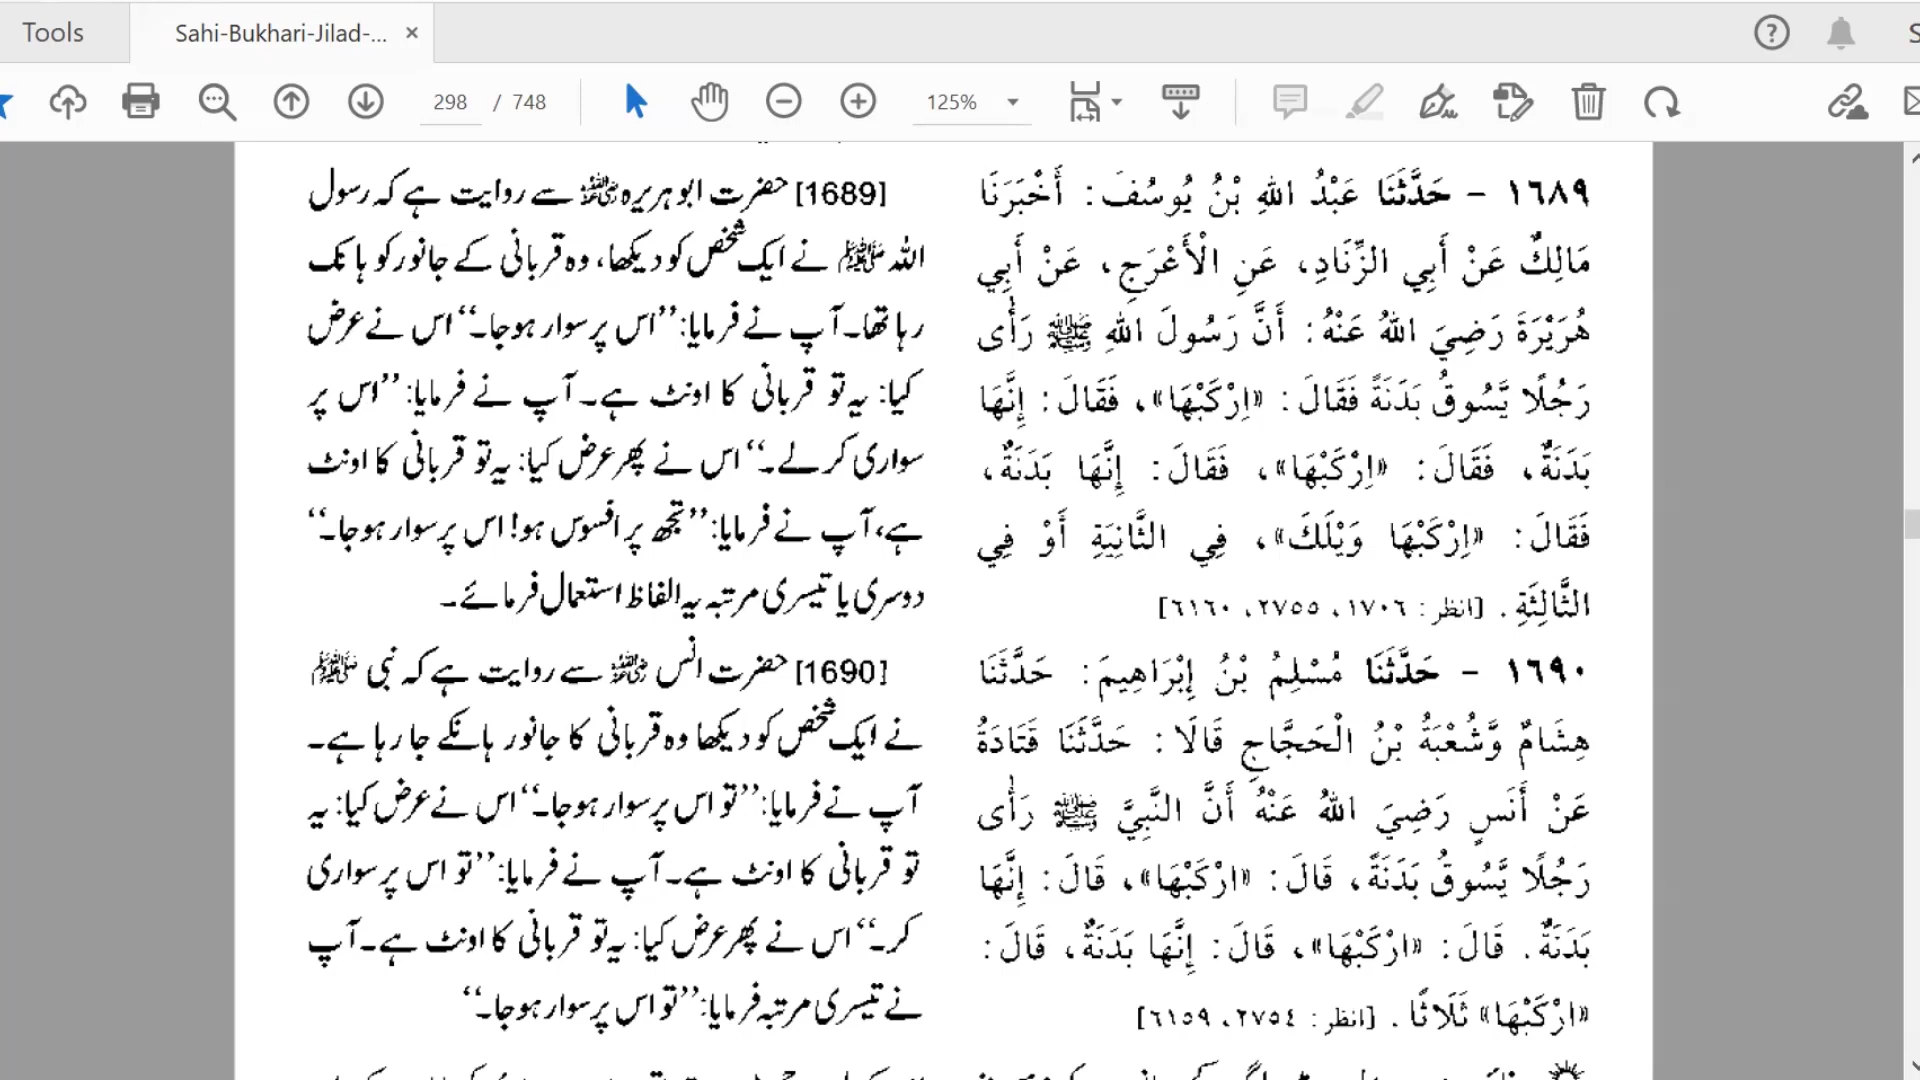 Tools
Sahi-Bukhari-Jilad-...
298 / 748
125%
١٦٨٩ - حَدَّثَنَا عَبْدُ اللهِ بْنُ يُوسُفَ: أَخْبَرَنَا
مَالِكٌ عَنْ أَبِي الزِّنَادِ، عَنِ الْأَعْرَجِ، عَنْ أَبِي
هُرَيْرَةَ رَضِيَ اللهُ عَنْهُ: أَنَّ رَسُولَ اللهِ ﷺ رَأَى
رَجُلًا يَّسُوقُ بَدَنَةً فَقَالَ: «اِرْكَبْهَا»، فَقَالَ: إِنَّهَا
بَدَنَةٌ، فَقَالَ: «اِرْكَبْهَا»، فَقَالَ: إِنَّهَا بَدَنَةٌ،
فَقَالَ: «اِرْكَبْهَا وَيْلَكَ»، فِي الثَّانِيَةِ أَوْ فِي
الثَّالِثَةِ. [انظر: ١٧٠٦، ٢٧٥٥، ٦١٦٠]
١٦٩٠ - حَدَّثَنَا مُسْلِمُ بْنُ إِبْرَاهِيمَ: حَدَّثَنَا
هِشَامٌ وَّشُعْبَةُ بْنُ الْحَجَّاجِ قَالَا: حَدَّثَنَا قَتَادَةُ
عَنْ أَنَسٍ رَضِيَ اللهُ عَنْهُ أَنَّ النَّبِيَّ ﷺ رَأَى
رَجُلًا يَّسُوقُ بَدَنَةً، قَالَ: «ارْكَبْهَا»، قَالَ: إِنَّهَا
بَدَنَةٌ. قَالَ: «ارْكَبْهَا»، قَالَ: إِنَّهَا بَدَنَةٌ، قَالَ:
«ارْكَبْهَا» ثَلَاثًا. [انظر: ٢٧٥٤، ٦١٥٩]
[1689] حضرت ابوہریرہ ؓ سے روایت ہے کہ رسول
اللہ ﷺ نے ایک شخص کو دیکھا، وہ قربانی کے جانور کو ہانک
رہا تھا۔ آپ نے فرمایا: ’’اس پر سوار ہوجا۔‘‘ اس نے عرض
کیا: یہ تو قربانی کا اونٹ ہے۔ آپ نے فرمایا: ’’اس پر
سواری کر لے۔‘‘ اس نے پھر عرض کیا: یہ تو قربانی کا اونٹ
ہے، آپ نے فرمایا: ’’تجھ پر افسوس ہو! اس پر سوار ہوجا۔‘‘
دوسری یا تیسری مرتبہ یہ الفاظ استعمال فرمائے۔
[1690] حضرت انس ؓ سے روایت ہے کہ نبی ﷺ
نے ایک شخص کو دیکھا وہ قربانی کا جانور ہانکے جا رہا ہے۔
آپ نے فرمایا: ’’تو اس پر سوار ہوجا۔‘‘ اس نے عرض کیا: یہ
تو قربانی کا اونٹ ہے۔ آپ نے فرمایا: ’’تو اس پر سواری
کر۔‘‘ اس نے پھر عرض کیا: یہ تو قربانی کا اونٹ ہے۔ آپ
نے تیسری مرتبہ فرمایا: ’’تو اس پر سوار ہوجا۔‘‘